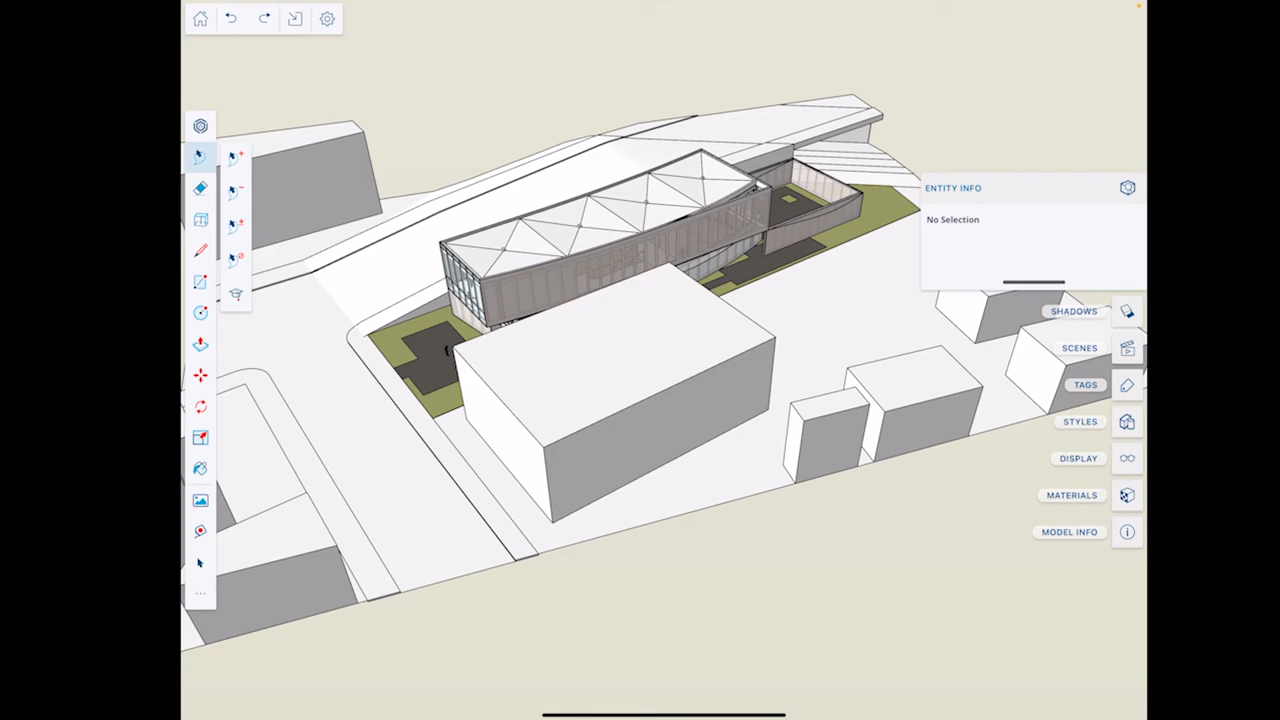 ENTITY INFO
No Selection
SHADOWS
SCENES
TAGS
STYLES
DISPLAY
MATERIALS
MODEL INFO